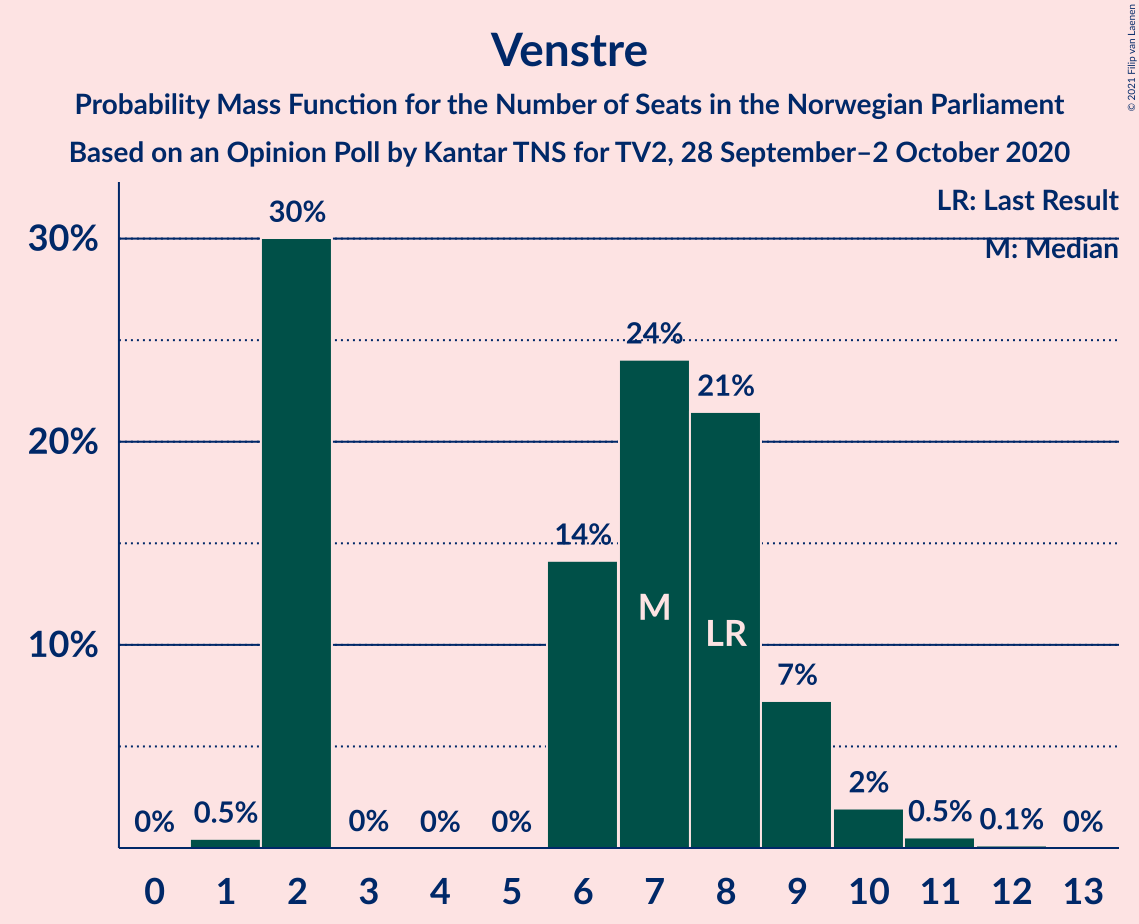 © 2021 Filip van Laenen
Venstre
Probability Mass Function for the Number of Seats in the Norwegian Parliament
Based on an Opinion Poll by Kantar TNS for TV2, 28 September–2 October 2020
LR: Last Result
M: Median
30%
20%
10%
0%
0.5%
30%
0%
0%
0%
14%
24%
21%
7%
2%
0.5%
0.1%
0%
M
LR
0 1 2 3 4 5 6 7 8 9 10 11 12 13